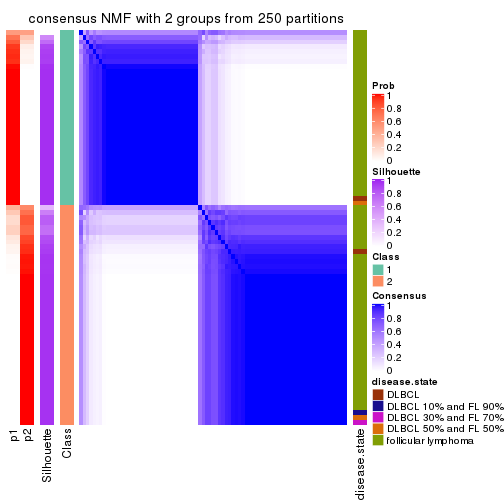 consensus NMF with 2 groups from 250 partitions
Prob
1
0.8
0.6
0.4
0.2
0
Silhouette
1
0.8
0.6
0.4
0.2
0
Class
1
2
Consensus
1
0.8
0.6
0.4
0.2
0
disease.state
DLBCL
DLBCL 10% and FL 90%
DLBCL 30% and FL 70%
DLBCL 50% and FL 50%
follicular lymphoma
p1
p2
Silhouette
Class
disease.state